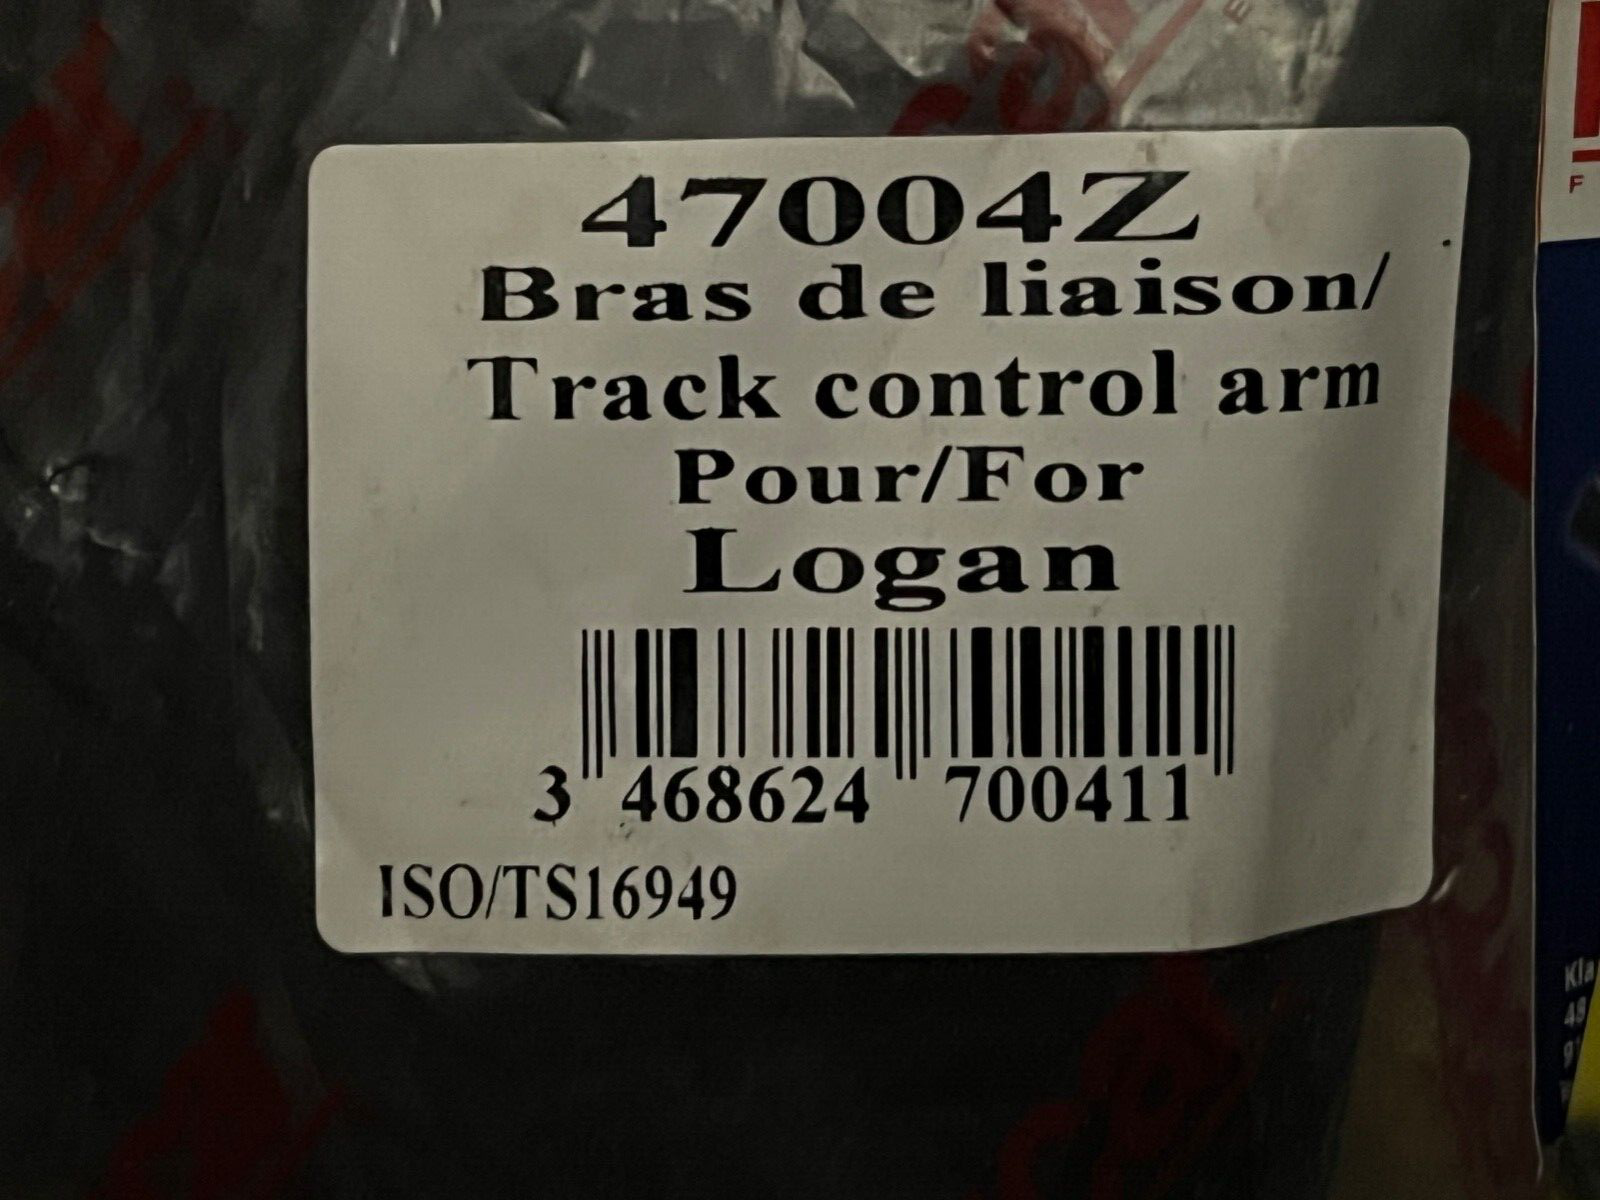 47004Z
Bras de liaison/
Track control arm
Pour/For
Logan
3 468624 700411
ISO/TS16949